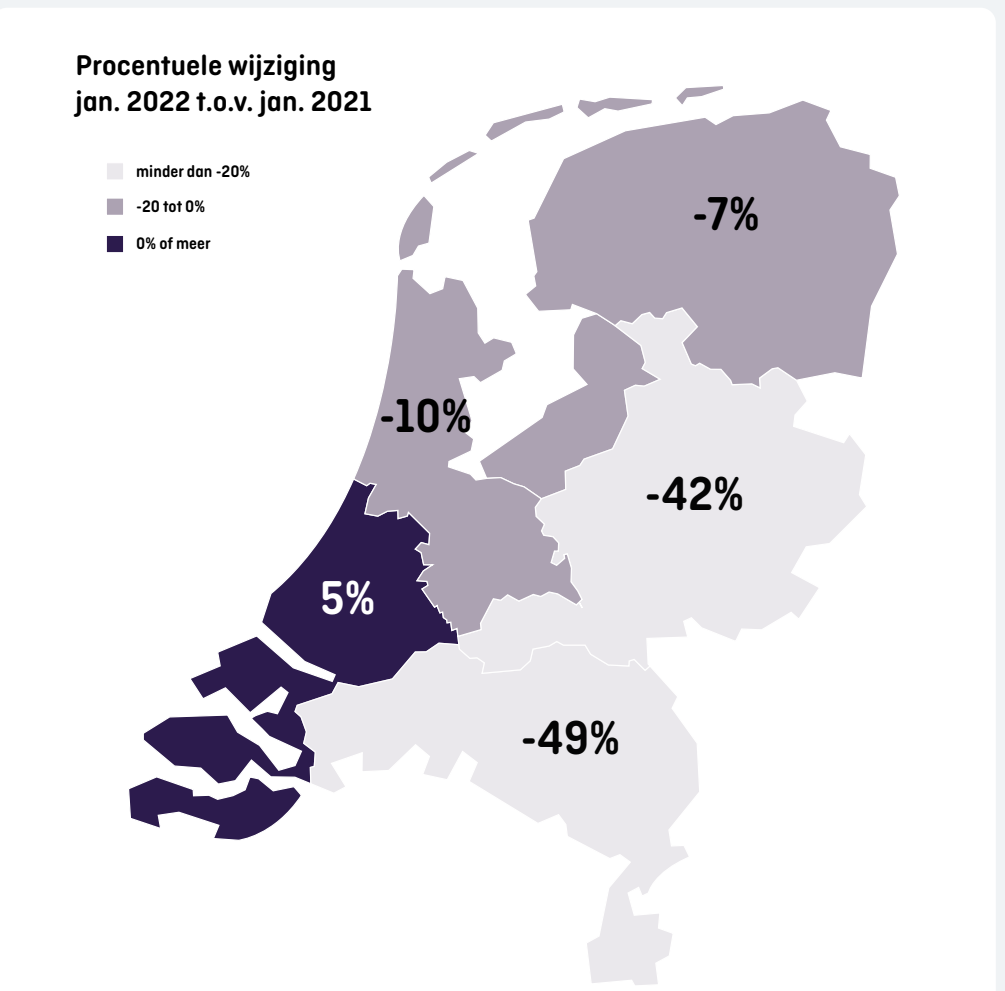 Procentuele wijziging
jan. 2022 t.o.v. jan. 2021
minder dan -20%
-20 tot 0%
0% of meer
-7%
-10%
-42%
5%
-49%